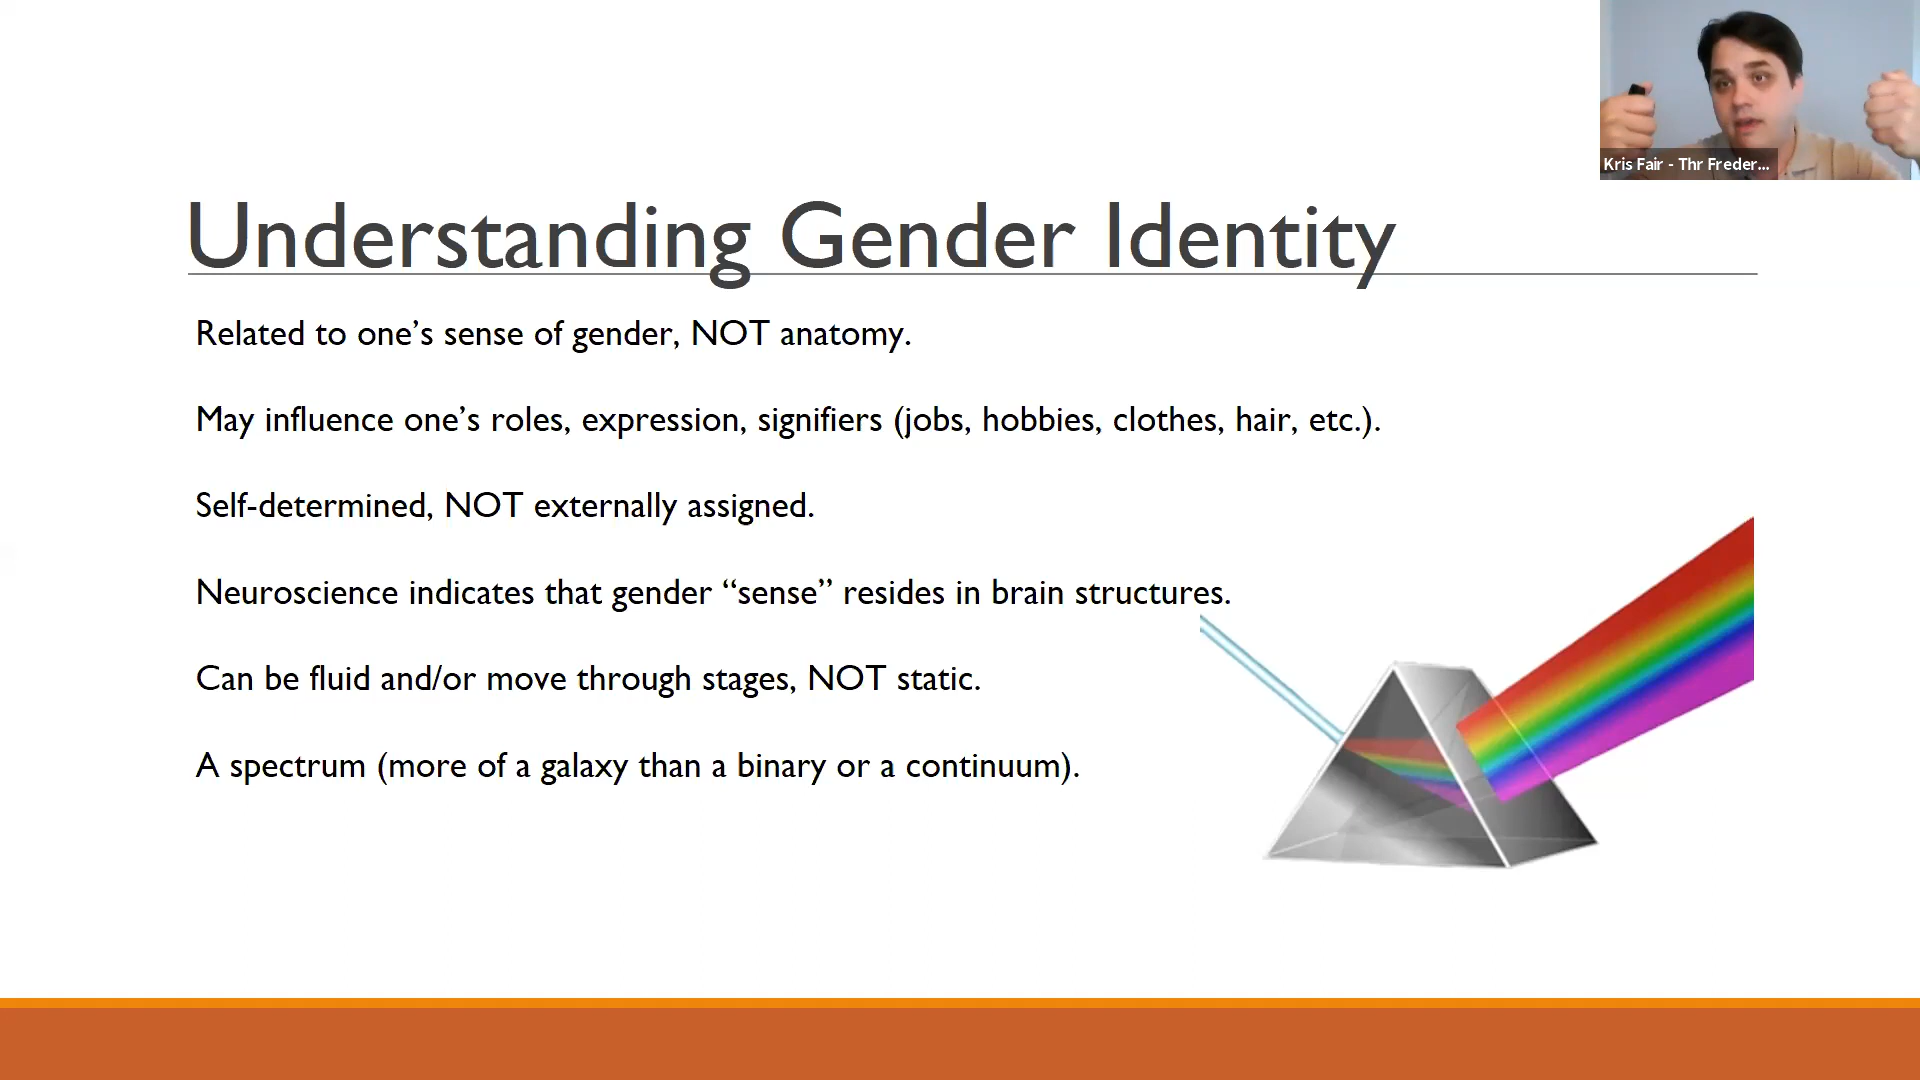 Kris Fair - Thr Freder...
Understanding Gender Identity
Related to one’s sense of gender, NOT anatomy.
May influence one’s roles, expression, signifiers (jobs, hobbies, clothes, hair, etc.).
Self-determined, NOT externally assigned.
Neuroscience indicates that gender “sense” resides in brain structures.
Can be fluid and/or move through stages, NOT static.
A spectrum (more of a galaxy than a binary or a continuum).